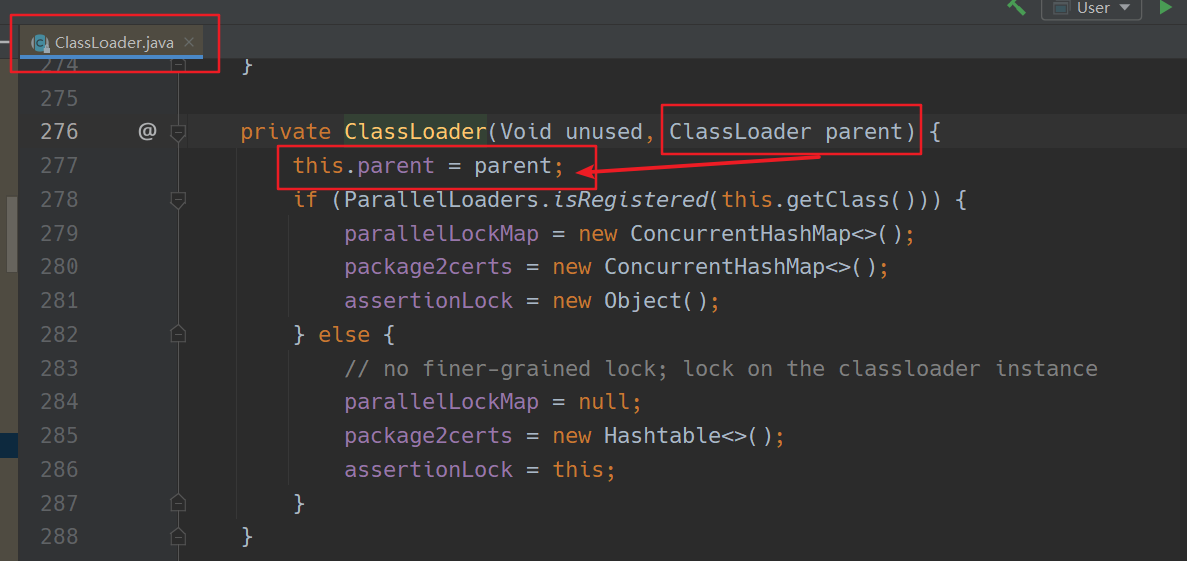 User
ClassLoader.java
274 }
275
276 @ private ClassLoader(Void unused, ClassLoader parent) {
277 this.parent = parent;
278 if (ParallelLoaders.isRegistered(this.getClass())) {
279 parallelLockMap = new ConcurrentHashMap<>();
280 package2certs = new ConcurrentHashMap<>();
281 assertionLock = new Object();
282 } else {
283 // no finer-grained lock; lock on the classloader instance
284 parallelLockMap = null;
285 package2certs = new Hashtable<>();
286 assertionLock = this;
287 }
288 }